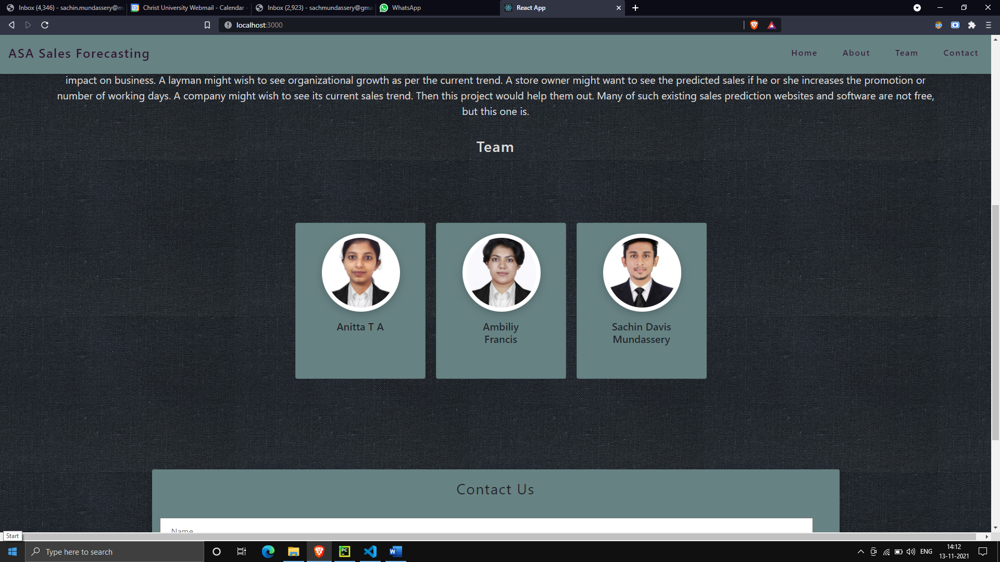 Inbox (4,346) - sachin.mundassery@m
Christ University Webmail - Calendar -
Inbox (2,923) - sachmundassery@gma
WhatsApp
React App
localhost:3000
ASA Sales Forecasting
Home
About
Team
Contact
impact on business. A layman might wish to see organizational growth as per the current trend. A store owner might want to see the predicted sales if he or she increases the promotion or
number of working days. A company might wish to see its current sales trend. Then this project would help them out. Many of such existing sales prediction websites and software are not free,
but this one is.
Team
Anitta T A
Ambiliy
Francis
Sachin Davis
Mundassery
Contact Us
Name
Start
Type here to search
ENG
14:12
13-11-2021